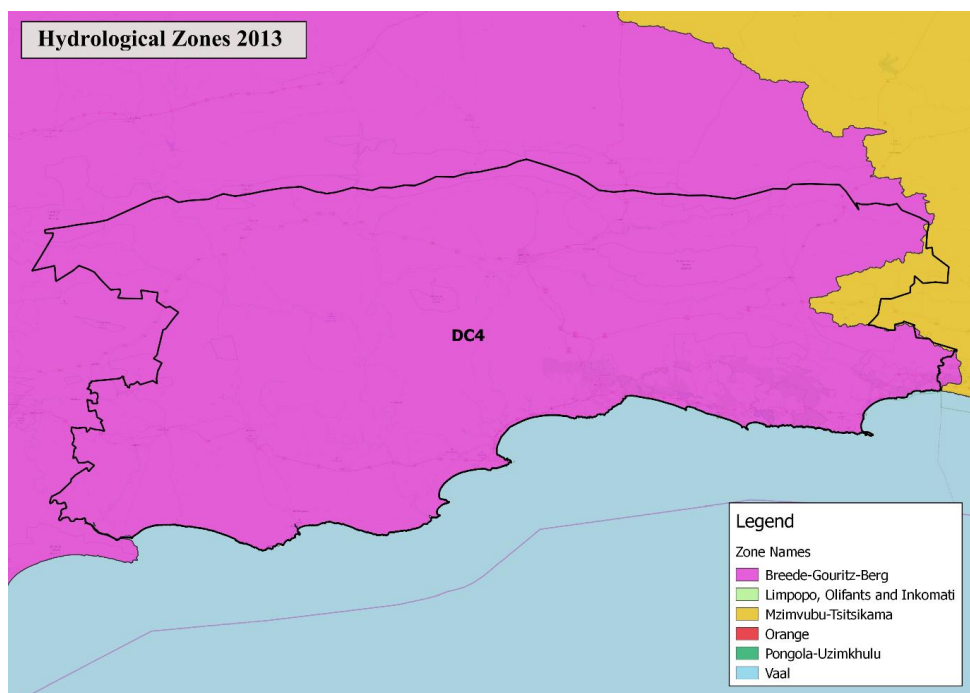 Hydrological Zones 2013
DC4
Legend
Zone Names
Breede-Gouritz-Berg
Limpopo, Olifants and Inkomati
Mzimvubu-Tsitsikama
Orange
Pongola-Uzimkhulu
Vaal